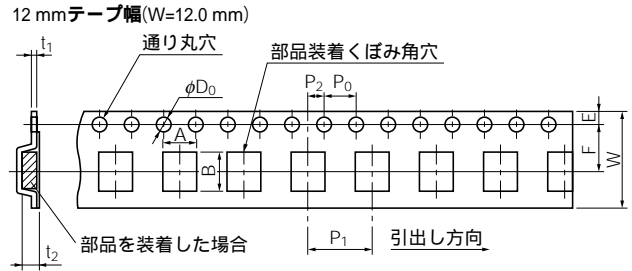 12 mmテープ幅(W=12.0 mm)
t1
通り丸穴
部品装着くぼみ角穴
φD0
P2
P0
A
B
E
F
W
t2
部品を装着した場合
P1
引出し方向